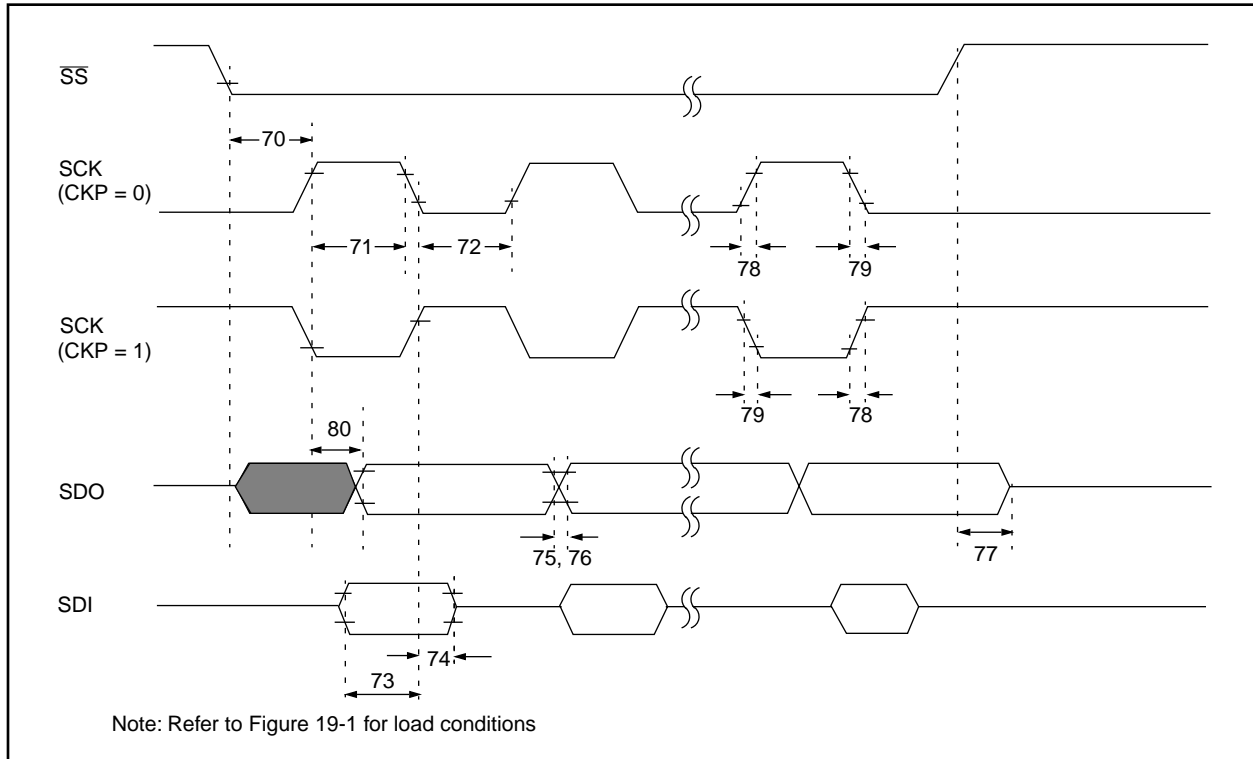 SS
70
SCK
(CKP = 0)
71
72
78
79
SCK
(CKP = 1)
79
78
80
SDO
75, 76
77
SDI
74
73
Note: Refer to Figure 19-1 for load conditions